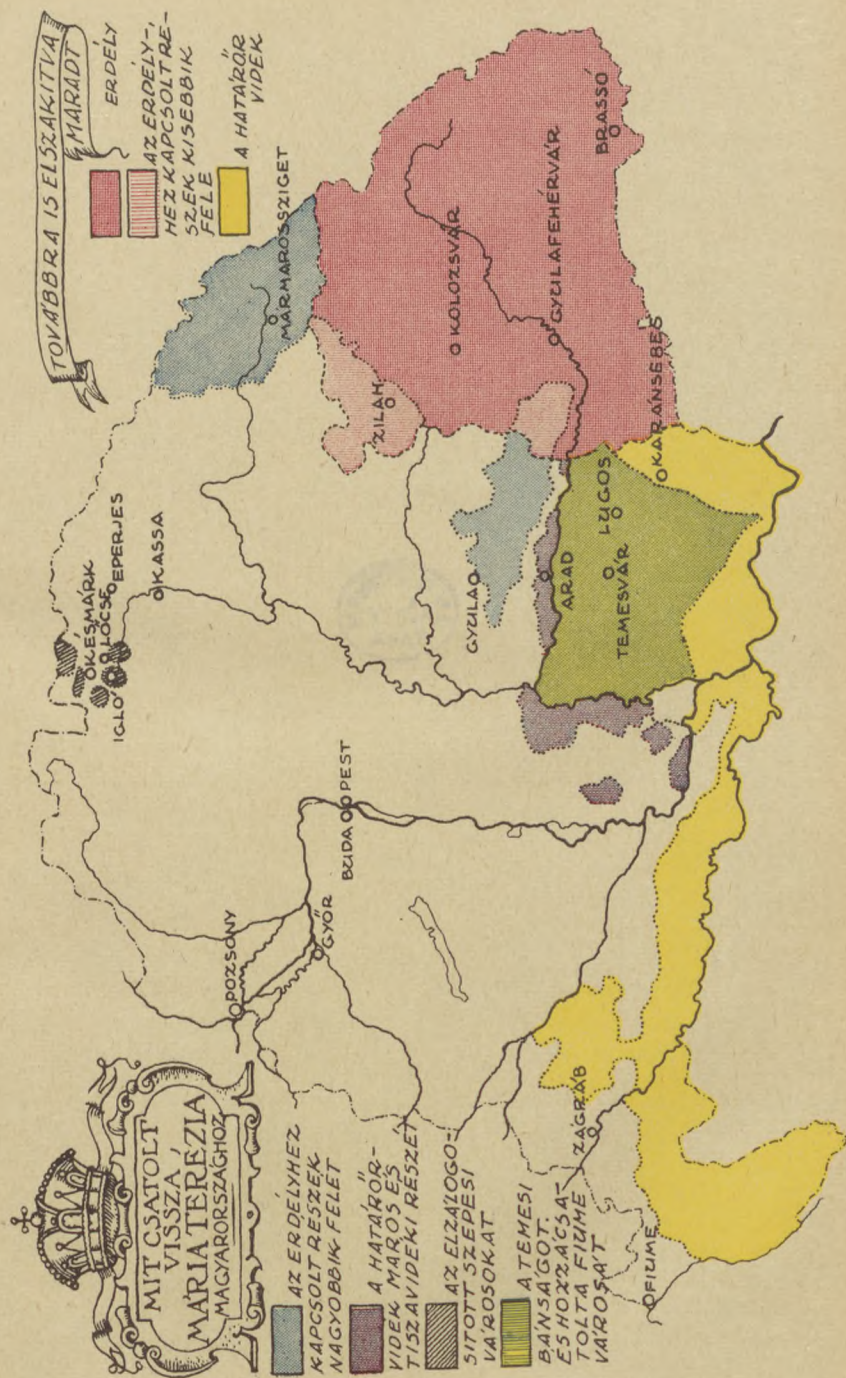 MIT CSATOLT
VISSZA
MÁRIA TERÉZIA
MAGYARORSZÁGHOZ
AZ ERDÉLYHEZ
KAPCSOLT RÉSZEK
NAGYOBBIK FELÉT
A HATÁRŐR-
VIDÉK MAROS ÉS
TISZAVIDÉKI RÉSZÉT
AZ ELZÁLOGO-
SITOTT SZEPESI
VÁROSOKAT
A TEMESI
BÁNSÁGOT.
ÉS HOZZÁCSA-
TOLTA FIUME
VÁROSÁT
TOVÁBBRA IS ELSZAKITVA
MARADT
ERDÉLY
AZ ERDÉLY-
HEZ KAPCSOLT RÉ-
SZEK KISEBBIK
FELE
A HATÁRŐR
VIDÉK
KÉSMÁRK
LŐCSE
IGLÓ
EPERJES
KASSA
MÁRMAROSSZIGET
POZSONY
GYŐR
BUDA
PEST
ZILAH
KOLOZSVÁR
GYULA
GYULAFEHÉRVÁR
BRASSÓ
ARAD
TEMESVÁR
LUGOS
KARÁNSEBES
ZÁGRÁB
FIUME